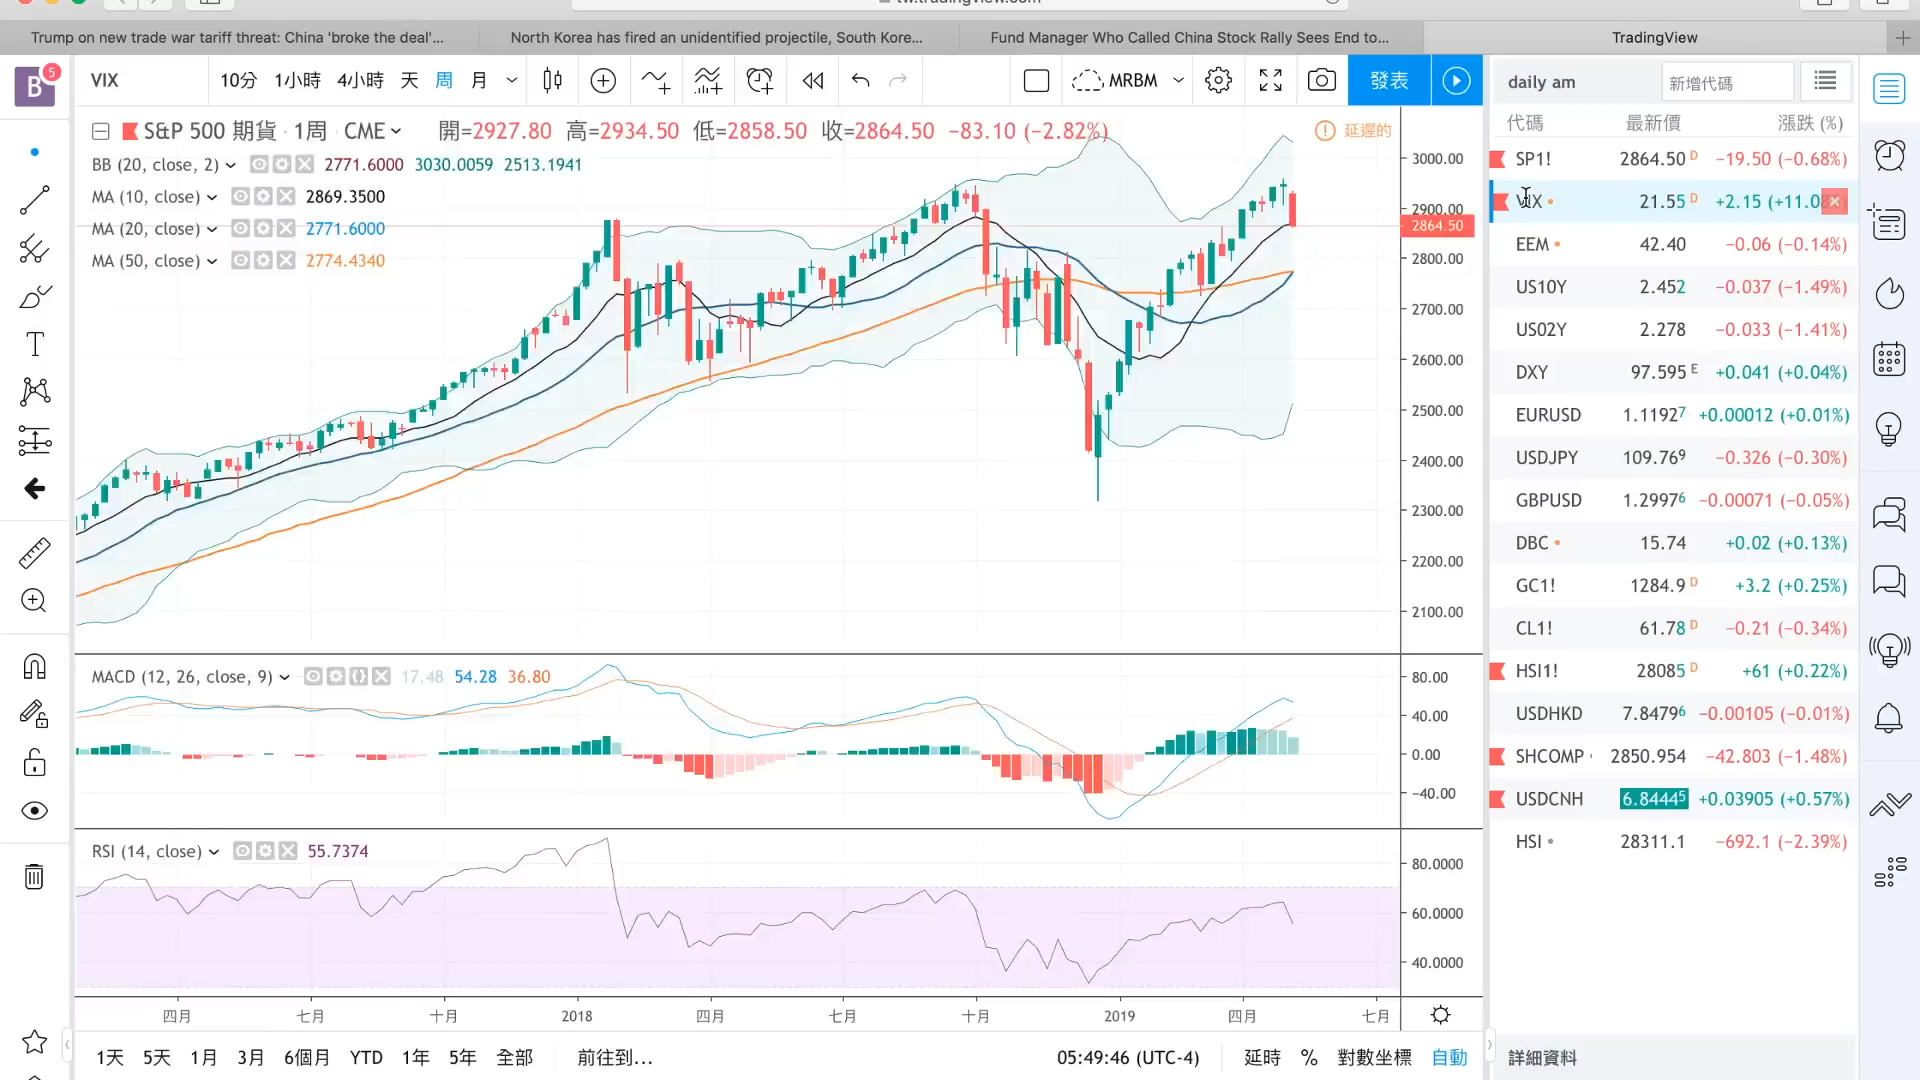 Trump on new trade war tariff threat: China 'broke the deal'...
North Korea has fired an unidentified projectile, South Kore...
Fund Manager Who Called China Stock Rally Sees End to...
TradingView
B 5
VIX
10分 1小時 4小時 天 周 月
MRBM
發表
daily am
新增代碼
S&P 500 期貨 · 1周 CME 開=2927.80 高=2934.50 低=2858.50 收=2864.50 −83.10 (−2.82%)
延遲的
BB (20, close, 2) 2771.6000 3030.0059 2513.1941
MA (10, close) 2869.3500
MA (20, close) 2771.6000
MA (50, close) 2774.4340
3000.00
2900.00
2864.50
2800.00
2700.00
2600.00
2500.00
2400.00
2300.00
2200.00
2100.00
MACD (12, 26, close, 9) 17.48 54.28 36.80
80.00
40.00
0.00
−40.00
RSI (14, close) 55.7374
80.0000
60.0000
40.0000
四月 七月 十月 2018 四月 七月 十月 2019 四月 七月
1天 5天 1月 3月 6個月 YTD 1年 5年 全部 前往到...
05:49:46 (UTC-4) 延時 % 對數坐標 自動
代碼 最新價 漲跌 (%)
SP1! 2864.50 D −19.50 (−0.68%)
VIX 21.55 D +2.15 (+11.0
EEM 42.40 −0.06 (−0.14%)
US10Y 2.452 −0.037 (−1.49%)
US02Y 2.278 −0.033 (−1.41%)
DXY 97.595 E +0.041 (+0.04%)
EURUSD 1.11927 +0.00012 (+0.01%)
USDJPY 109.769 −0.326 (−0.30%)
GBPUSD 1.29976 −0.00071 (−0.05%)
DBC 15.74 +0.02 (+0.13%)
GC1! 1284.9 D +3.2 (+0.25%)
CL1! 61.78 D −0.21 (−0.34%)
HSI1! 28085 D +61 (+0.22%)
USDHKD 7.84796 −0.00105 (−0.01%)
SHCOMP 2850.954 −42.803 (−1.48%)
USDCNH 6.84445 +0.03905 (+0.57%)
HSI 28311.1 −692.1 (−2.39%)
詳細資料